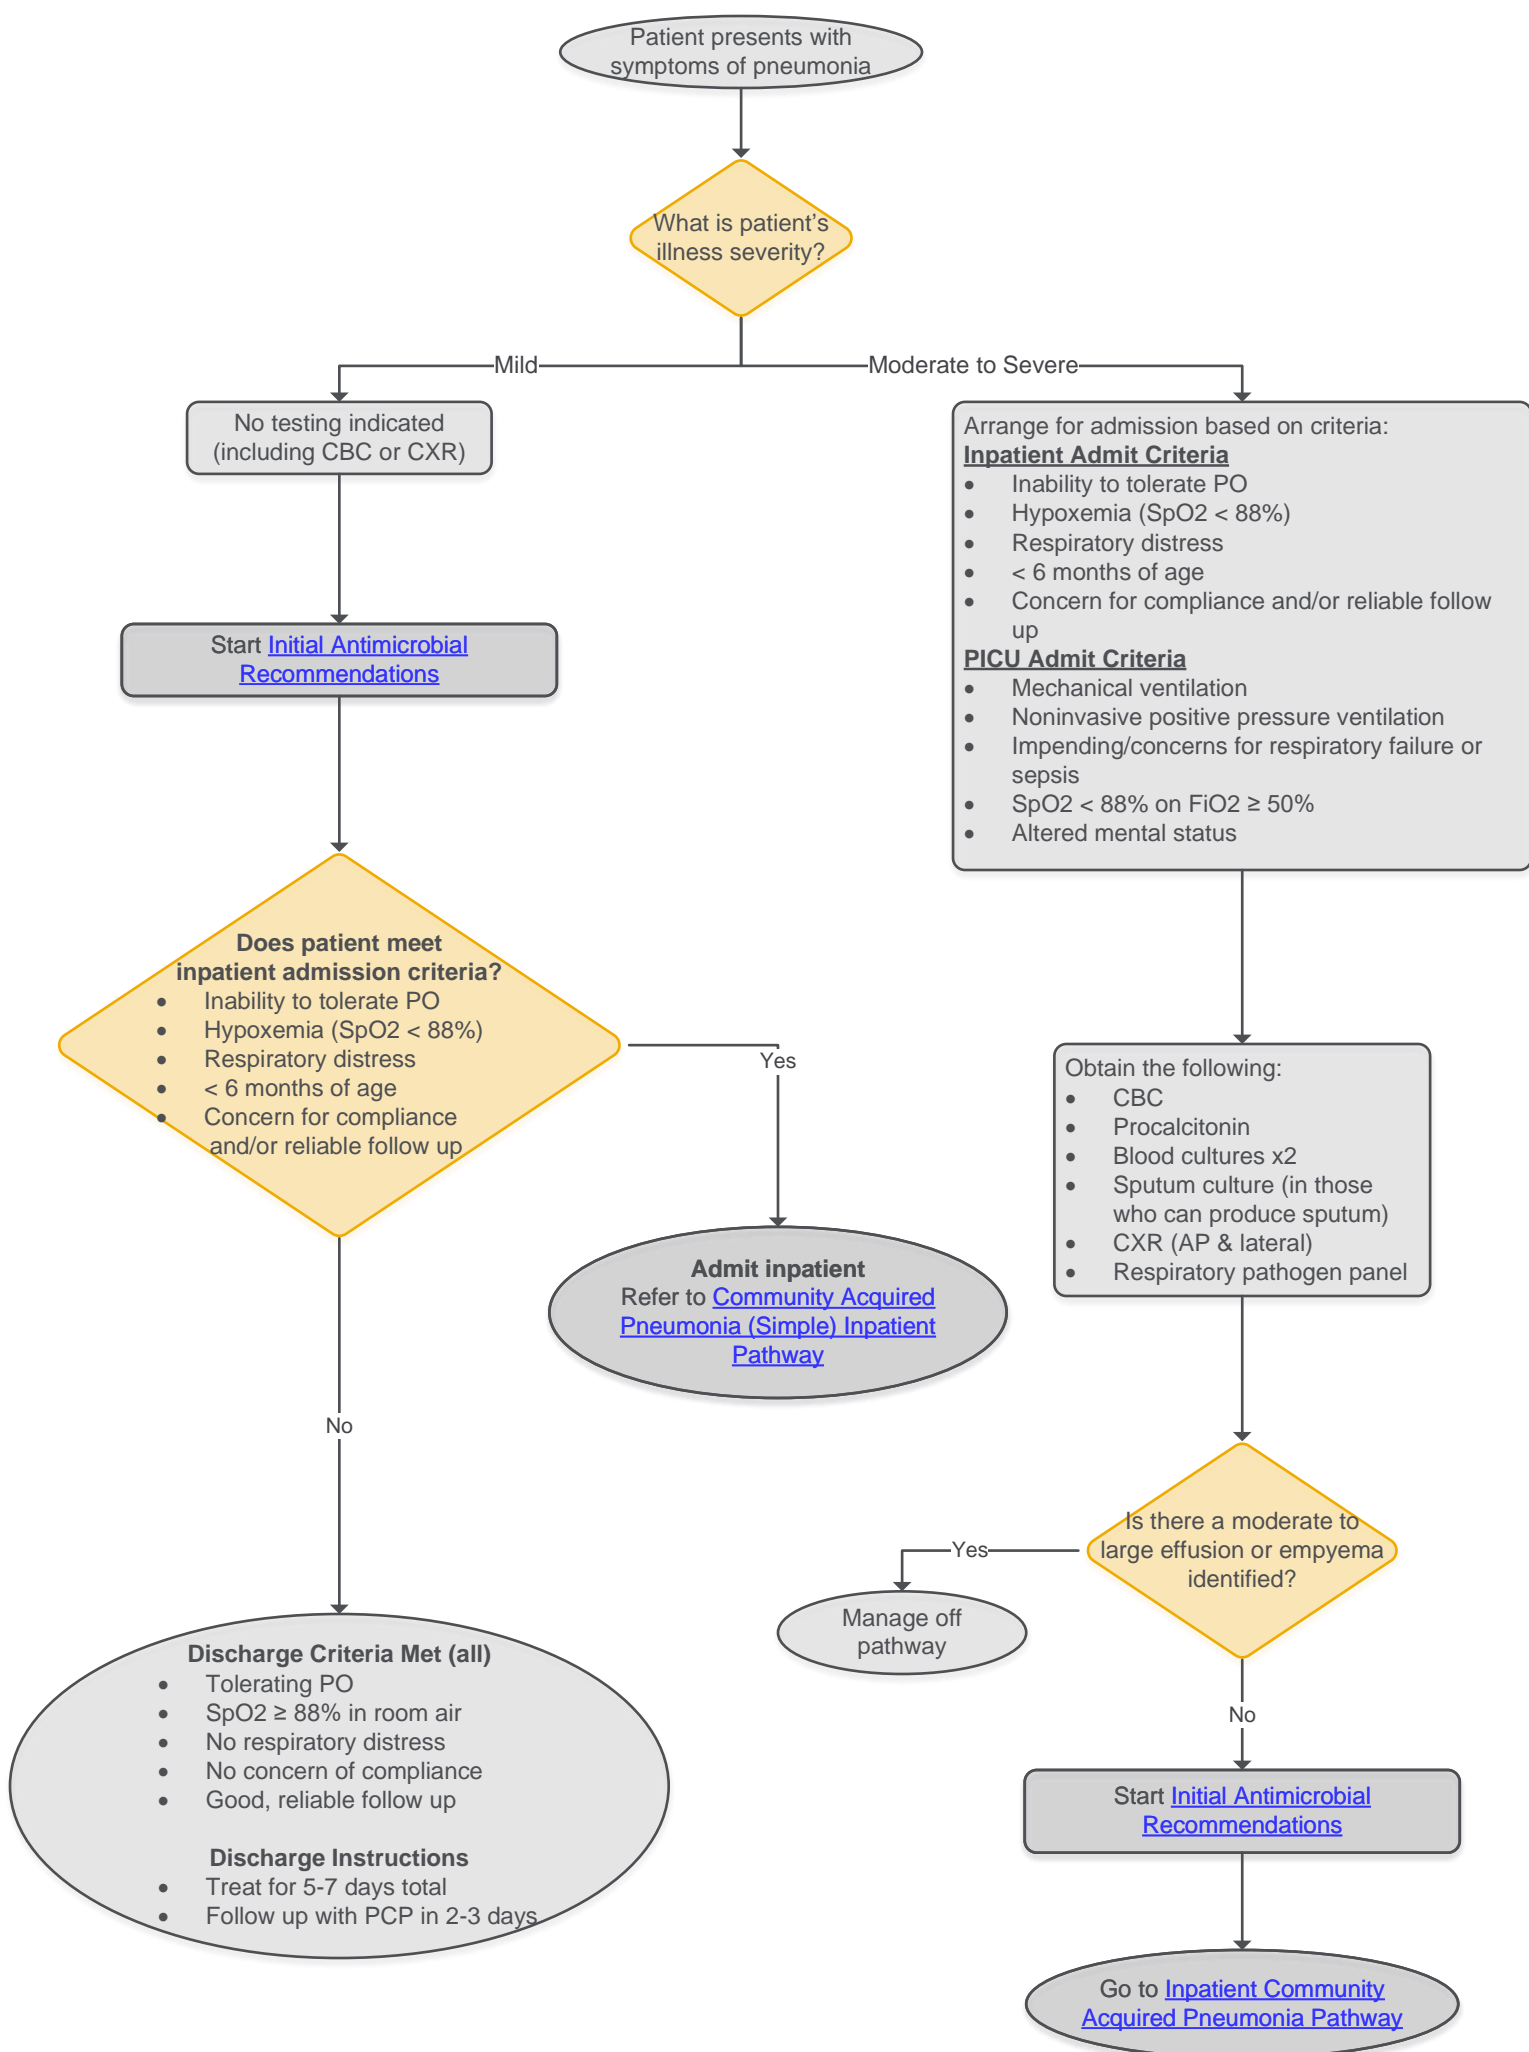 Patient presents with
symptoms of pneumonia
What is patient's
illness severity?
Mild
Moderate to Severe
No testing indicated
(including CBC or CXR)
Start Initial Antimicrobial
Recommendations
Does patient meet
inpatient admission criteria?
• Inability to tolerate PO
• Hypoxemia (SpO2 < 88%)
• Respiratory distress
• < 6 months of age
• Concern for compliance
and/or reliable follow up
Yes
Admit inpatient
Refer to Community Acquired
Pneumonia (Simple) Inpatient
Pathway
No
Discharge Criteria Met (all)
• Tolerating PO
• SpO2 ≥ 88% in room air
• No respiratory distress
• No concern of compliance
• Good, reliable follow up
Discharge Instructions
• Treat for 5-7 days total
• Follow up with PCP in 2-3 days
Arrange for admission based on criteria:
Inpatient Admit Criteria
• Inability to tolerate PO
• Hypoxemia (SpO2 < 88%)
• Respiratory distress
• < 6 months of age
• Concern for compliance and/or reliable follow
up
PICU Admit Criteria
• Mechanical ventilation
• Noninvasive positive pressure ventilation
• Impending/concerns for respiratory failure or
sepsis
• SpO2 < 88% on FiO2 ≥ 50%
• Altered mental status
Obtain the following:
• CBC
• Procalcitonin
• Blood cultures x2
• Sputum culture (in those
who can produce sputum)
• CXR (AP & lateral)
• Respiratory pathogen panel
Is there a moderate to
large effusion or empyema
identified?
Yes
Manage off
pathway
No
Start Initial Antimicrobial
Recommendations
Go to Inpatient Community
Acquired Pneumonia Pathway